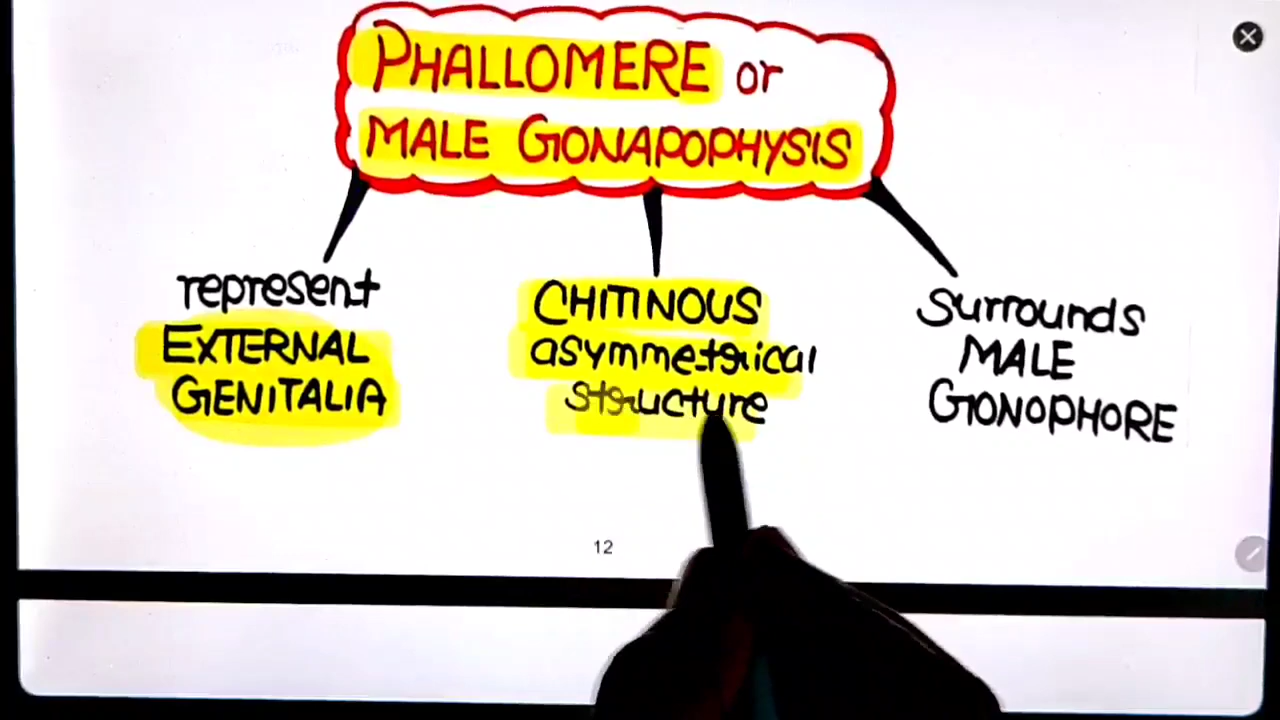 PHALLOMERE or
MALE GONAPOPHYSIS
represent
EXTERNAL
GENITALIA
CHITINOUS
asymmetrical
structure
Surrounds
MALE
GONOPHORE
12